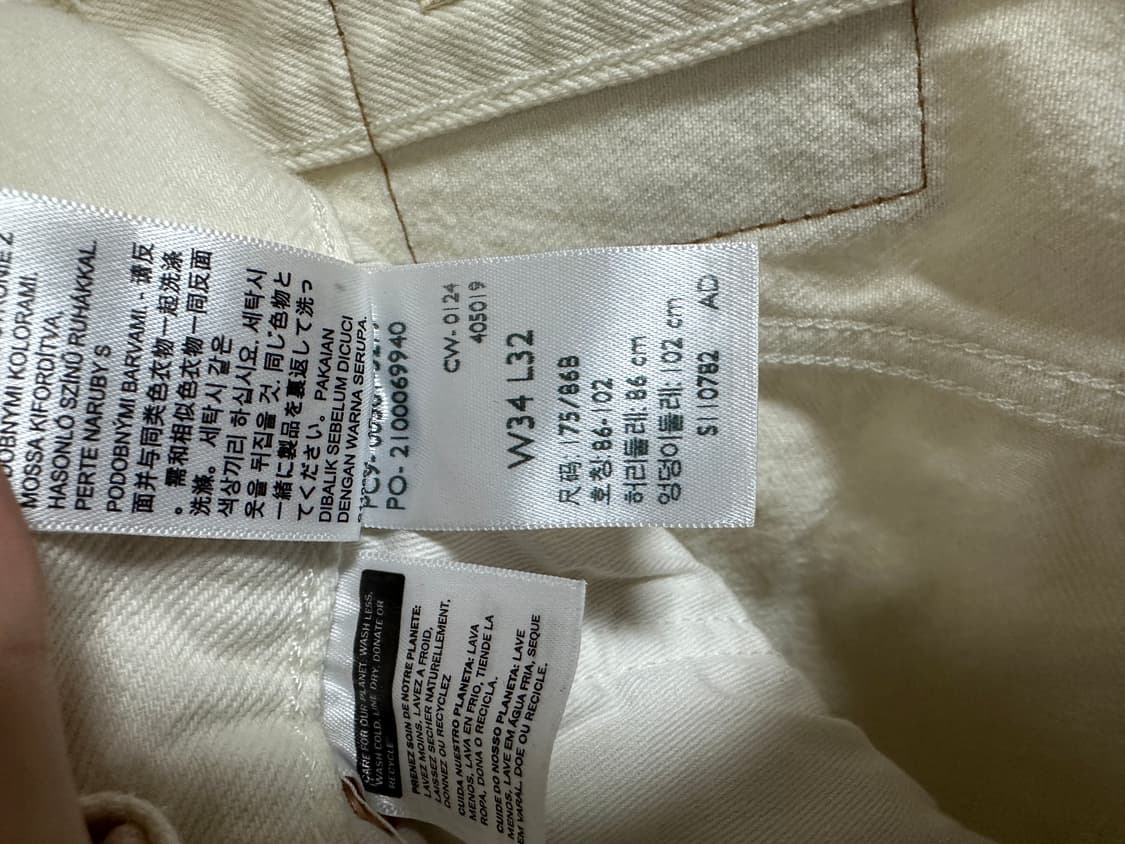 MOSSA KIFORDÍTVA,
HASONLÓ SZÍNŰ RUHÁKKAL.
PERTE NARUBY S
PODOBNÝMI BARVAMI. - 请反
面并与同类色衣物一起洗涤
。需和相似色衣物一同反面
洗滌。세탁시 같은
색상끼리 하십시요. 세탁시
옷을 뒤집을 것. 同じ色物と
一緒に製品を裏返して洗っ
てください。PAKAIAN
DIBALIK SEBELUM DICUCI
DENGAN WARNA SERUPA.
PO- 2100069940
CW- 0124
405019
W34 L32
尺码: 175/86B
호칭 86-102
허리둘레: 86 cm
엉덩이둘레: 102 cm
S110782 AD
CARE FOR OUR PLANET. WASH LESS,
WASH COLD, LINE DRY, DONATE OR
RECYCLE
PRENEZ SOIN DE NOTRE PLANETE:
LAVEZ MOINS, LAVEZ A FROID,
LAISSEZ SECHER NATURELLEMENT,
DONNEZ OU RECYCLEZ
CUIDA NUESTRO PLANETA: LAVA
MENOS, LAVA EN FRIO, TIENDE LA
ROPA, DONA O RECICLA.
CUIDE DO NOSSO PLANETA: LAVE
MENOS, LAVE EM ÁGUA FRIA, SEQUE
EM VARAL. DOE OU RECICLE.